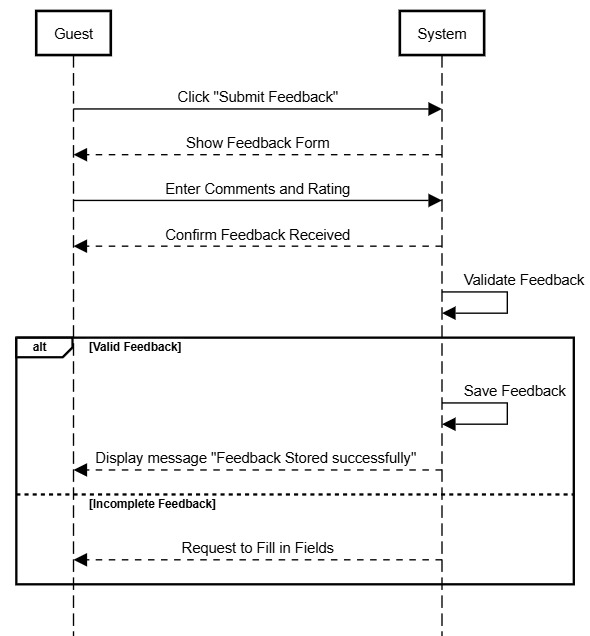 Guest
System
Click "Submit Feedback"
Show Feedback Form
Enter Comments and Rating
Confirm Feedback Received
Validate Feedback
alt
[Valid Feedback]
Save Feedback
Display message "Feedback Stored successfully"
[Incomplete Feedback]
Request to Fill in Fields